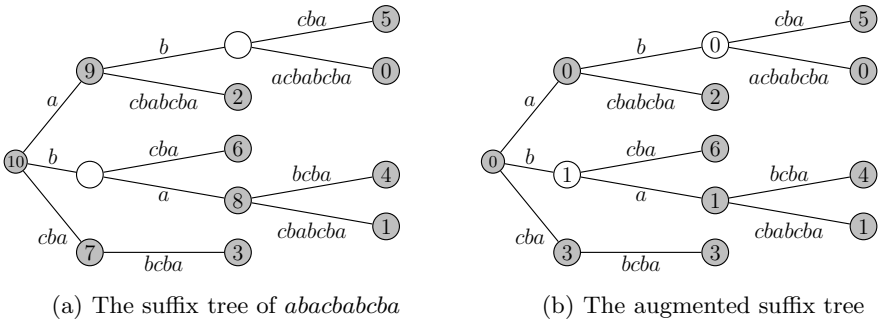 cba
5
b
9
acbabcba
0
a
cbabcba
2
10
b
cba
6
bcba
4
a
8
cbabcba
1
cba
7
bcba
3
(a) The suffix tree of abacbabcba
cba
5
b
0
0
acbabcba
0
a
cbabcba
2
0
b
cba
6
1
bcba
4
a
1
cbabcba
1
cba
3
bcba
3
(b) The augmented suffix tree